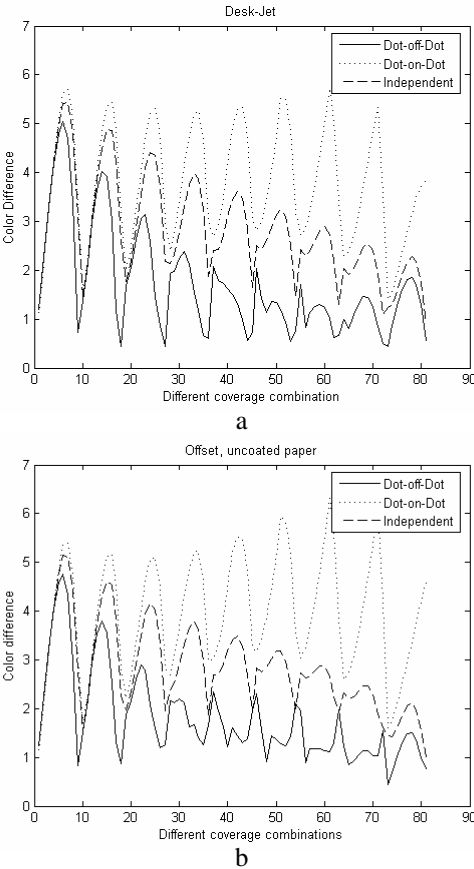 Desk-Jet
7
6
5
4
3
2
1
0
Color Difference
Dot-off-Dot
Dot-on-Dot
Independent
0 10 20 30 40 50 60 70 80 90
Different coverage combination
a
Offset, uncoated paper
7
6
5
4
3
2
1
0
Color difference
Dot-off-Dot
Dot-on-Dot
Independent
0 10 20 30 40 50 60 70 80 90
Different coverage combinations
b